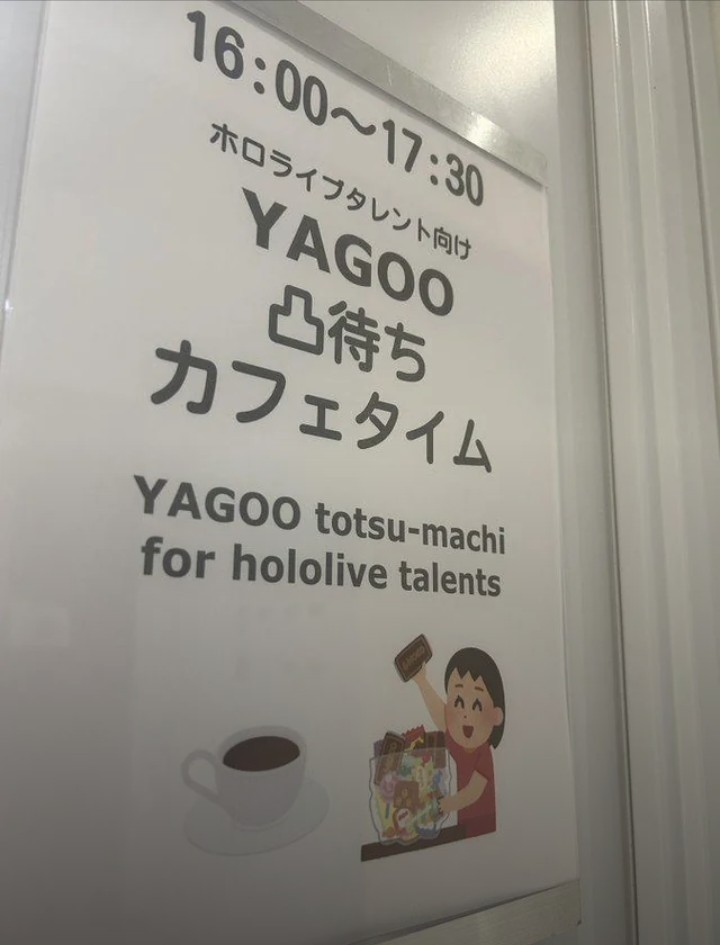 16:00～17:30
ホロライブタレント向け
YAGOO
凸待ち
カフェタイム
YAGOO totsu-machi
for hololive talents